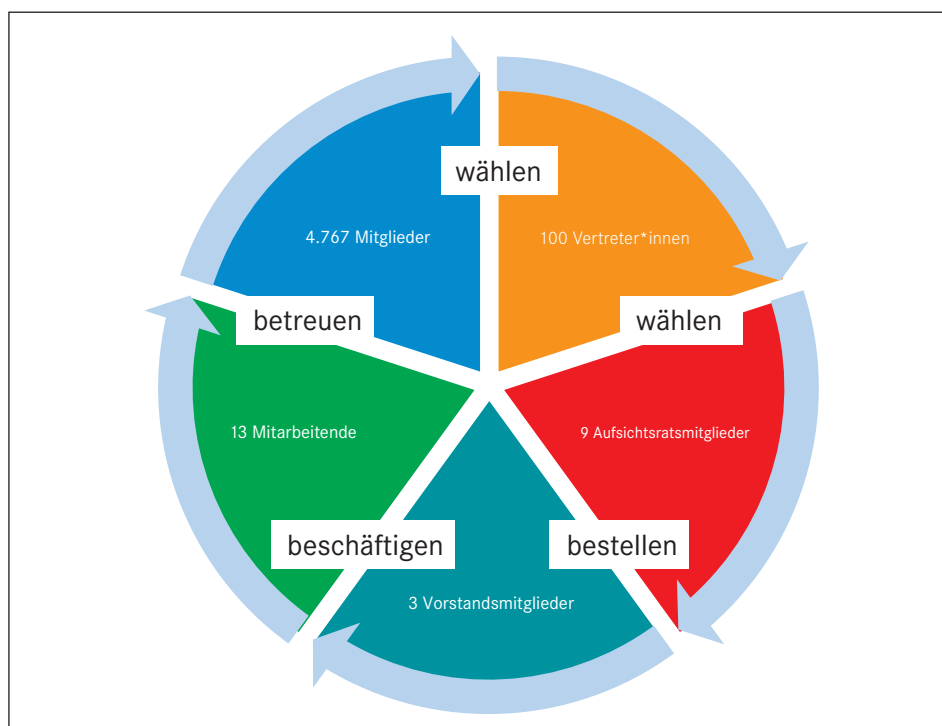 wählen
4.767 Mitglieder
100 Vertreter*innen
betreuen
wählen
13 Mitarbeitende
9 Aufsichtsratsmitglieder
beschäftigen
bestellen
3 Vorstandsmitglieder